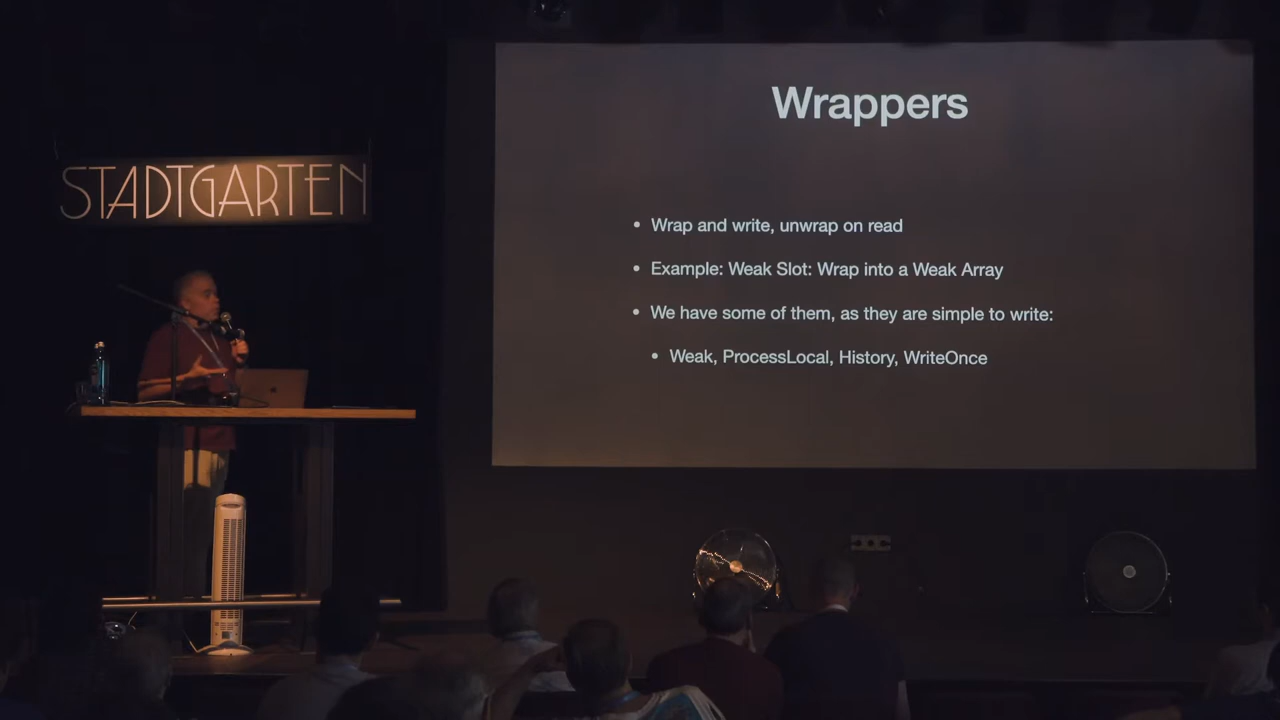 STADTGARTEN
Wrappers
• Wrap and write, unwrap on read
• Example: Weak Slot: Wrap into a Weak Array
• We have some of them, as they are simple to write:
• Weak, ProcessLocal, History, WriteOnce